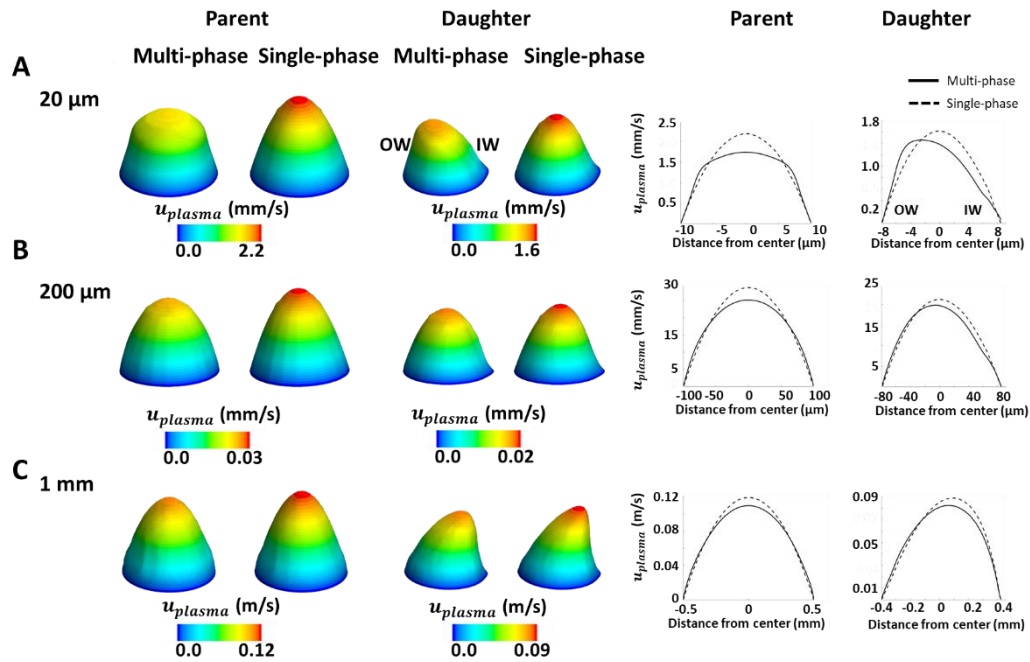 Parent Daughter Parent Daughter
Multi-phase Single-phase Multi-phase Single-phase
A
20 µm
OW IW
u_plasma (mm/s) u_plasma (mm/s)
0.0 2.2 0.0 1.6
Multi-phase
Single-phase
u_plasma (mm/s)
2.5
1.5
0.5
-10 -5 0 5 10
Distance from center (µm)
1.8
1.0
0.2
OW IW
-8 -4 0 4 8
Distance from center (µm)
B
200 µm
u_plasma (mm/s) u_plasma (mm/s)
0.0 0.03 0.0 0.02
u_plasma (mm/s)
30
15
5
-100 -50 0 50 100
Distance from center (µm)
25
15
5
-80 -40 0 40 80
Distance from center (µm)
C
1 mm
u_plasma (m/s) u_plasma (m/s)
0.0 0.12 0.0 0.09
u_plasma (m/s)
0.12
0.08
0.04
0
-0.5 0 0.5
Distance from center (mm)
0.09
0.05
0.01
-0.4 -0.2 0 0.2 0.4
Distance from center (mm)